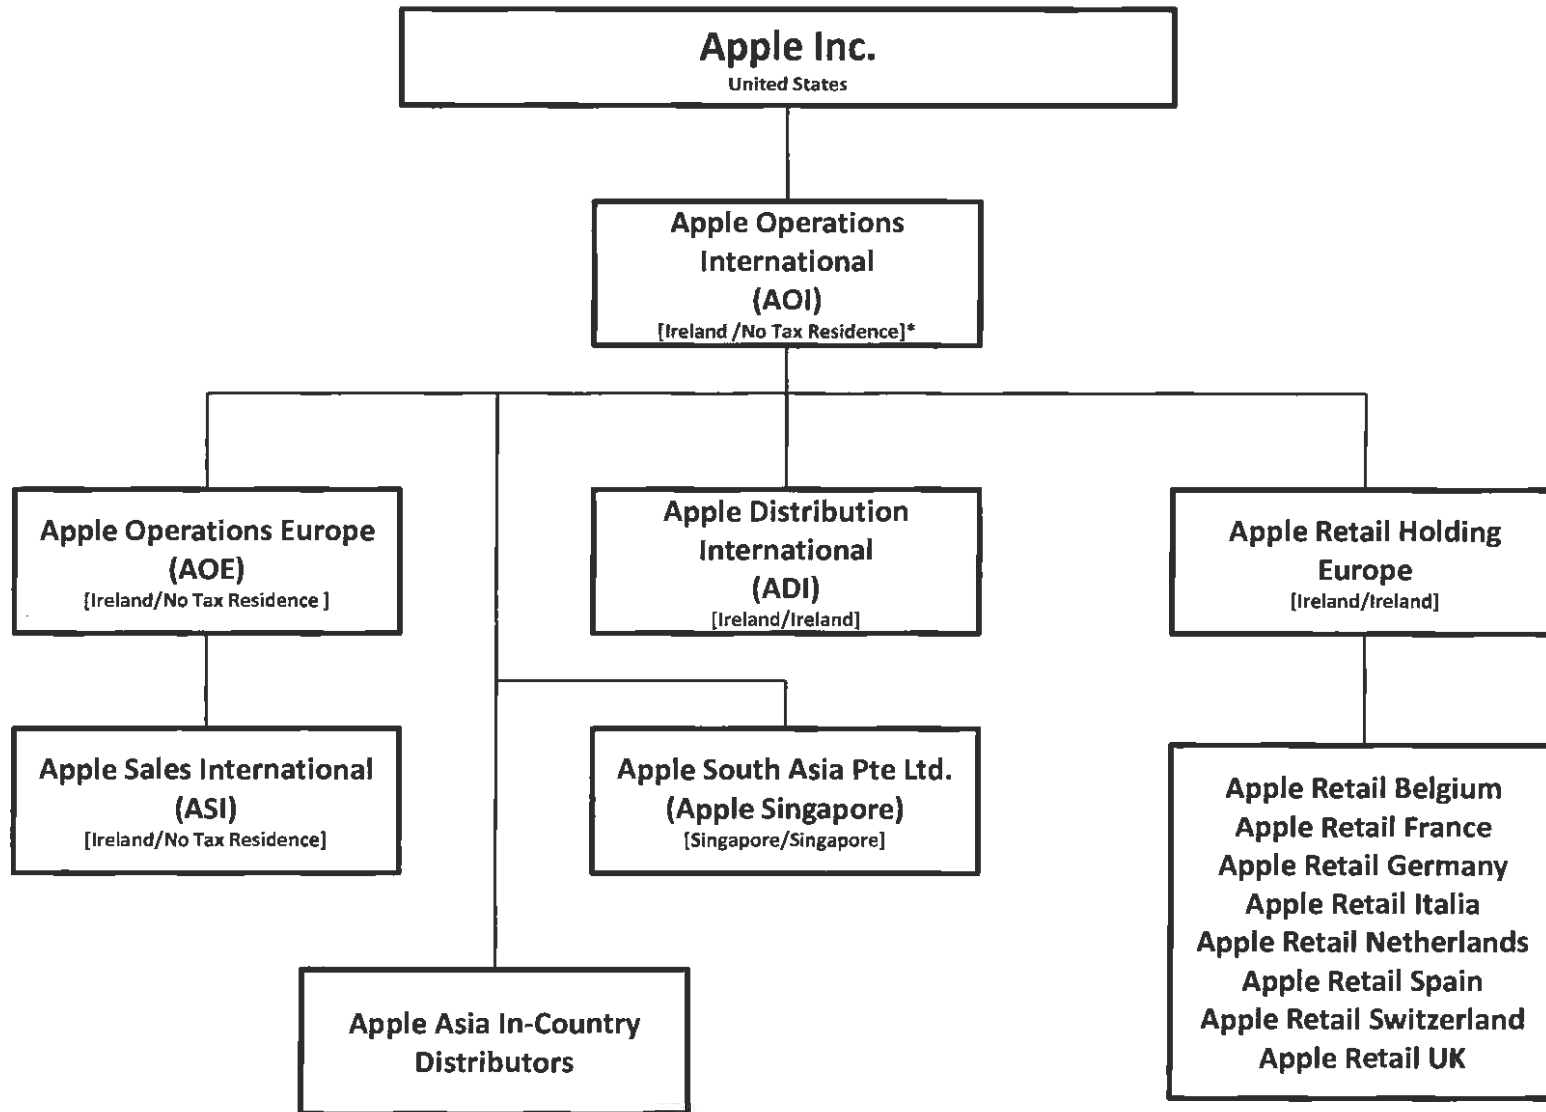 Apple Inc.
United States
Apple Operations
International
(AOI)
[Ireland /No Tax Residence]*
Apple Operations Europe
(AOE)
[Ireland/No Tax Residence ]
Apple Distribution
International
(ADI)
[Ireland/Ireland]
Apple Retail Holding
Europe
[Ireland/Ireland]
Apple Sales International
(ASI)
[Ireland/No Tax Residence]
Apple South Asia Pte Ltd.
(Apple Singapore)
[Singapore/Singapore]
Apple Retail Belgium
Apple Retail France
Apple Retail Germany
Apple Retail Italia
Apple Retail Netherlands
Apple Retail Spain
Apple Retail Switzerland
Apple Retail UK
Apple Asia In-Country
Distributors